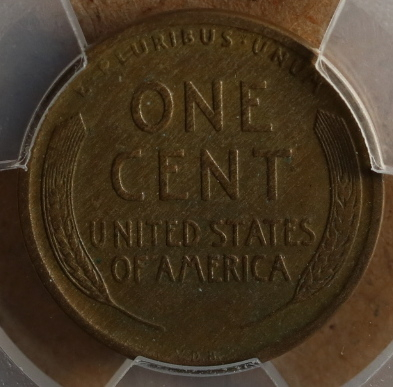 E PLURIBUS · UNUM
ONE
CENT
UNITED STATES
OF AMERICA
V.D.B.